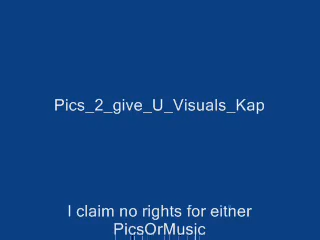 Pics_2_give_U_Visuals_Kap
I claim no rights for either
PicsOrMusic